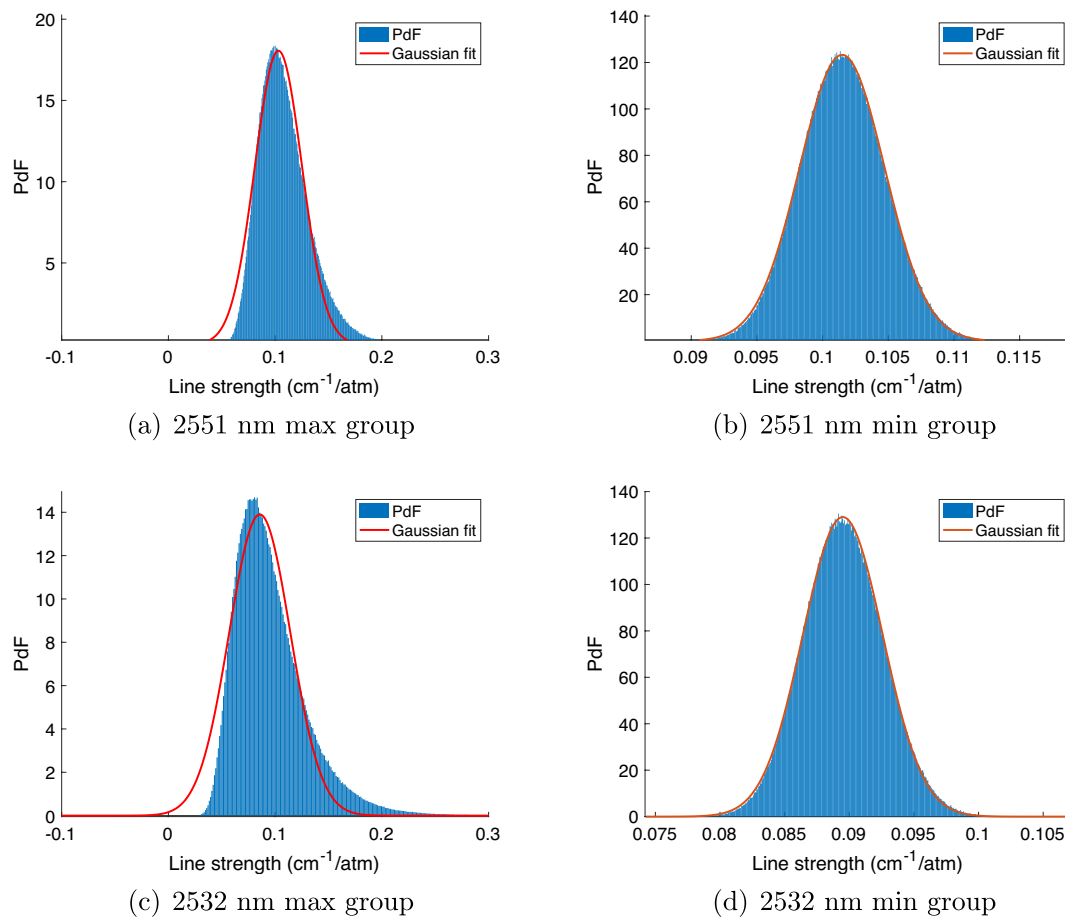 20
15
10
5
PdF
PdF
Gaussian fit
-0.1 0 0.1 0.2 0.3
Line strength (cm⁻¹/atm)
(a) 2551 nm max group
140
120
100
80
60
40
20
PdF
PdF
Gaussian fit
0.09 0.095 0.1 0.105 0.11 0.115
Line strength (cm⁻¹/atm)
(b) 2551 nm min group
14
12
10
8
6
4
2
0
PdF
PdF
Gaussian fit
-0.1 0 0.1 0.2 0.3
Line strength (cm⁻¹/atm)
(c) 2532 nm max group
140
120
100
80
60
40
20
0
PdF
PdF
Gaussian fit
0.075 0.08 0.085 0.09 0.095 0.1 0.105
Line strength (cm⁻¹/atm)
(d) 2532 nm min group